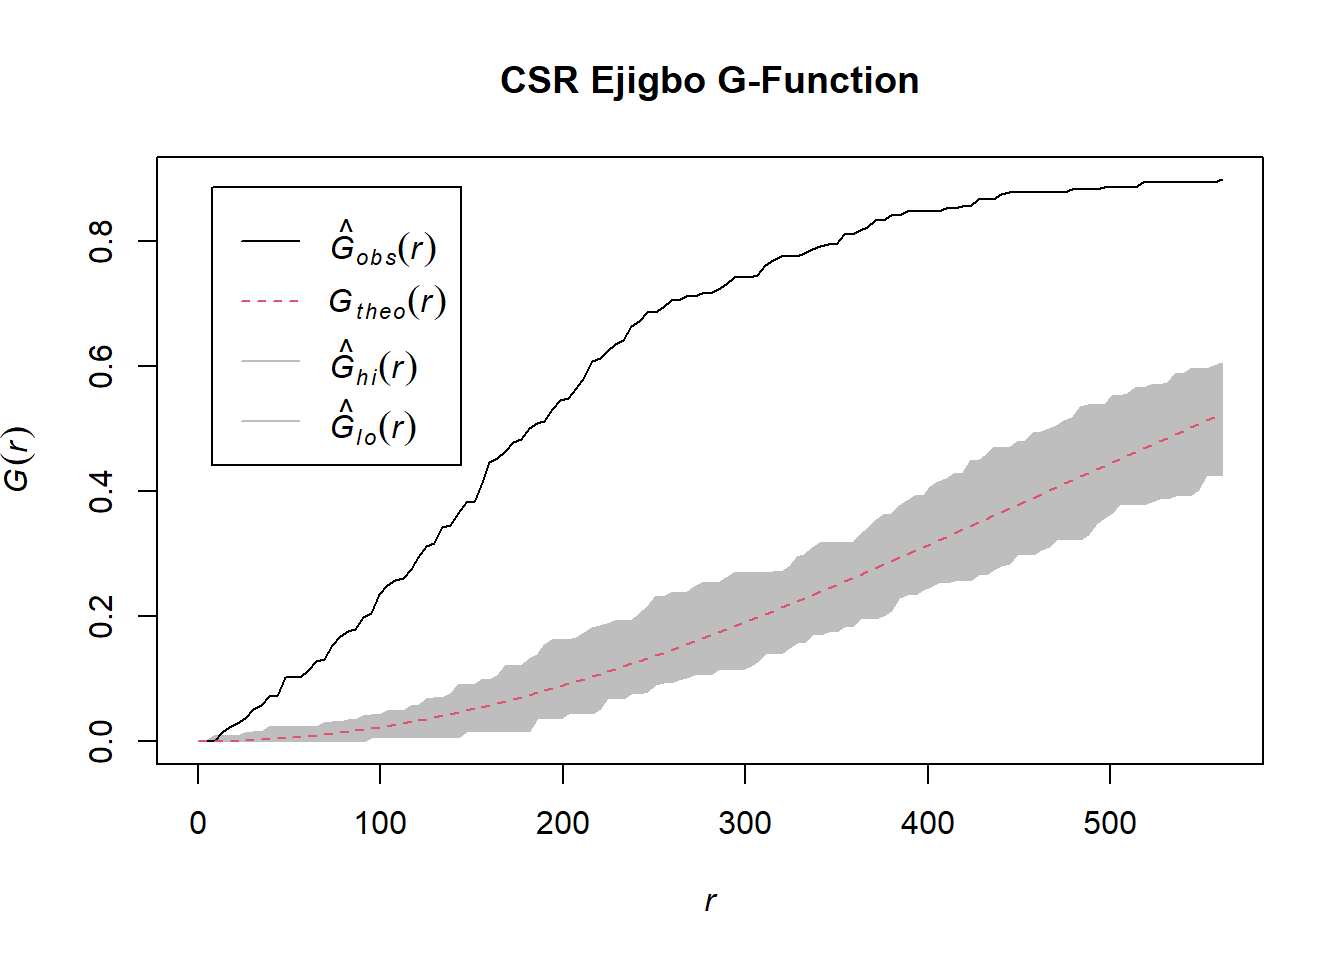 CSR Ejigbo G-Function
Ĝobs(r)
Gtheo(r)
Ĝhi(r)
Ĝlo(r)
G(r)
0.8
0.6
0.4
0.2
0.0
0 100 200 300 400 500
r